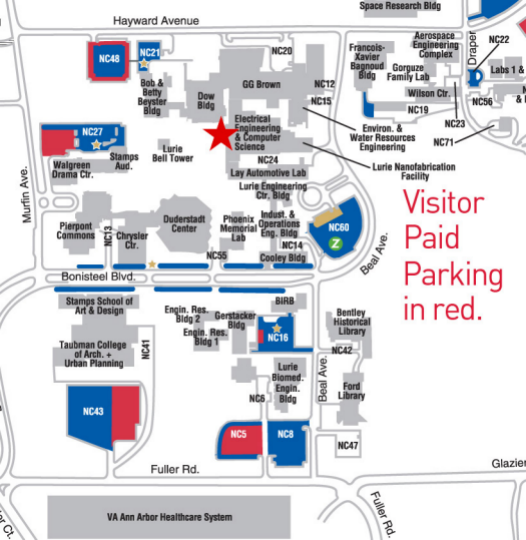 Space Research Bldg
Hayward Avenue
NC48
NC21
NC20
Francois-
Xavier
Bagnoud
Bldg
Aerospace
Engineering
Complex
Draper
NC22
Gorguze
Family Lab
Labs 1 &
Bob &
Betty
Beyster
Bldg
Dow
Bldg
GG Brown
NC12
NC15
Wilson Ctr.
NC19
NC56
NC23
NC71
NC27
Electrical
Engineering
& Computer
Science
Environ. &
Water Resources
Engineering
Lurie
Bell Tower
Walgreen
Drama Ctr.
Stamps
Aud.
NC24
Lay Automotive Lab
Lurie Nanofabrication
Facility
Lurie Engineering
Ctr. Bldg
Murfin Ave.
Pierpont
Commons
NC13
Chrysler
Ctr.
Duderstadt
Center
Phoenix
Memorial
Lab
Indust. &
Operations
Eng. Bldg
NC60
Z
NC14
NC55
Cooley Bldg
Beal Ave.
Visitor
Paid
Parking
in red.
Bonisteel Blvd.
Stamps School of
Art & Design
Engin. Res.
Bldg 2
Gerstacker
Bldg
BIRB
Bentley
Historical
Library
Engin. Res.
Bldg 1
NC16
Taubman College
of Arch. +
Urban Planning
NC41
NC42
Lurie
Biomed.
Engin.
Bldg
Beal Ave.
Ford
Library
NC6
NC43
NC5
NC8
NC47
Fuller Rd.
Glazier
VA Ann Arbor Healthcare System
Fuller Rd.